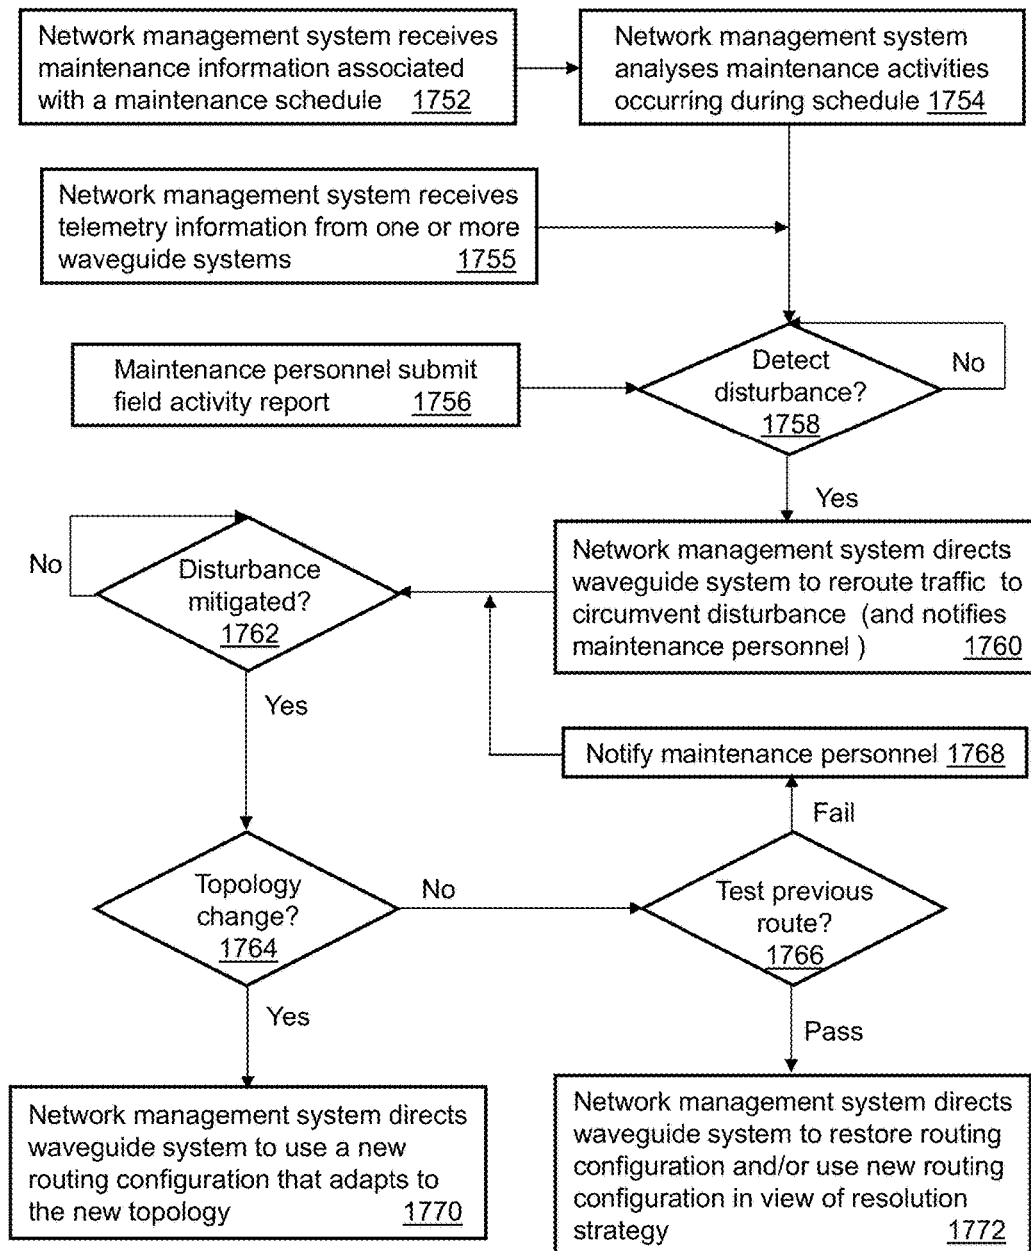 Network management system receives
maintenance information associated
with a maintenance schedule 1752
Network management system
analyses maintenance activities
occurring during schedule 1754
Network management system receives
telemetry information from one or more
waveguide systems 1755
Maintenance personnel submit
field activity report 1756
Detect
disturbance?
1758
No
Yes
Network management system directs
waveguide system to reroute traffic to
circumvent disturbance (and notifies
maintenance personnel ) 1760
No
Disturbance
mitigated?
1762
Yes
Notify maintenance personnel 1768
Fail
Topology
change?
1764
No
Test previous
route?
1766
Yes
Pass
Network management system directs
waveguide system to use a new
routing configuration that adapts to
the new topology 1770
Network management system directs
waveguide system to restore routing
configuration and/or use new routing
configuration in view of resolution
strategy 1772